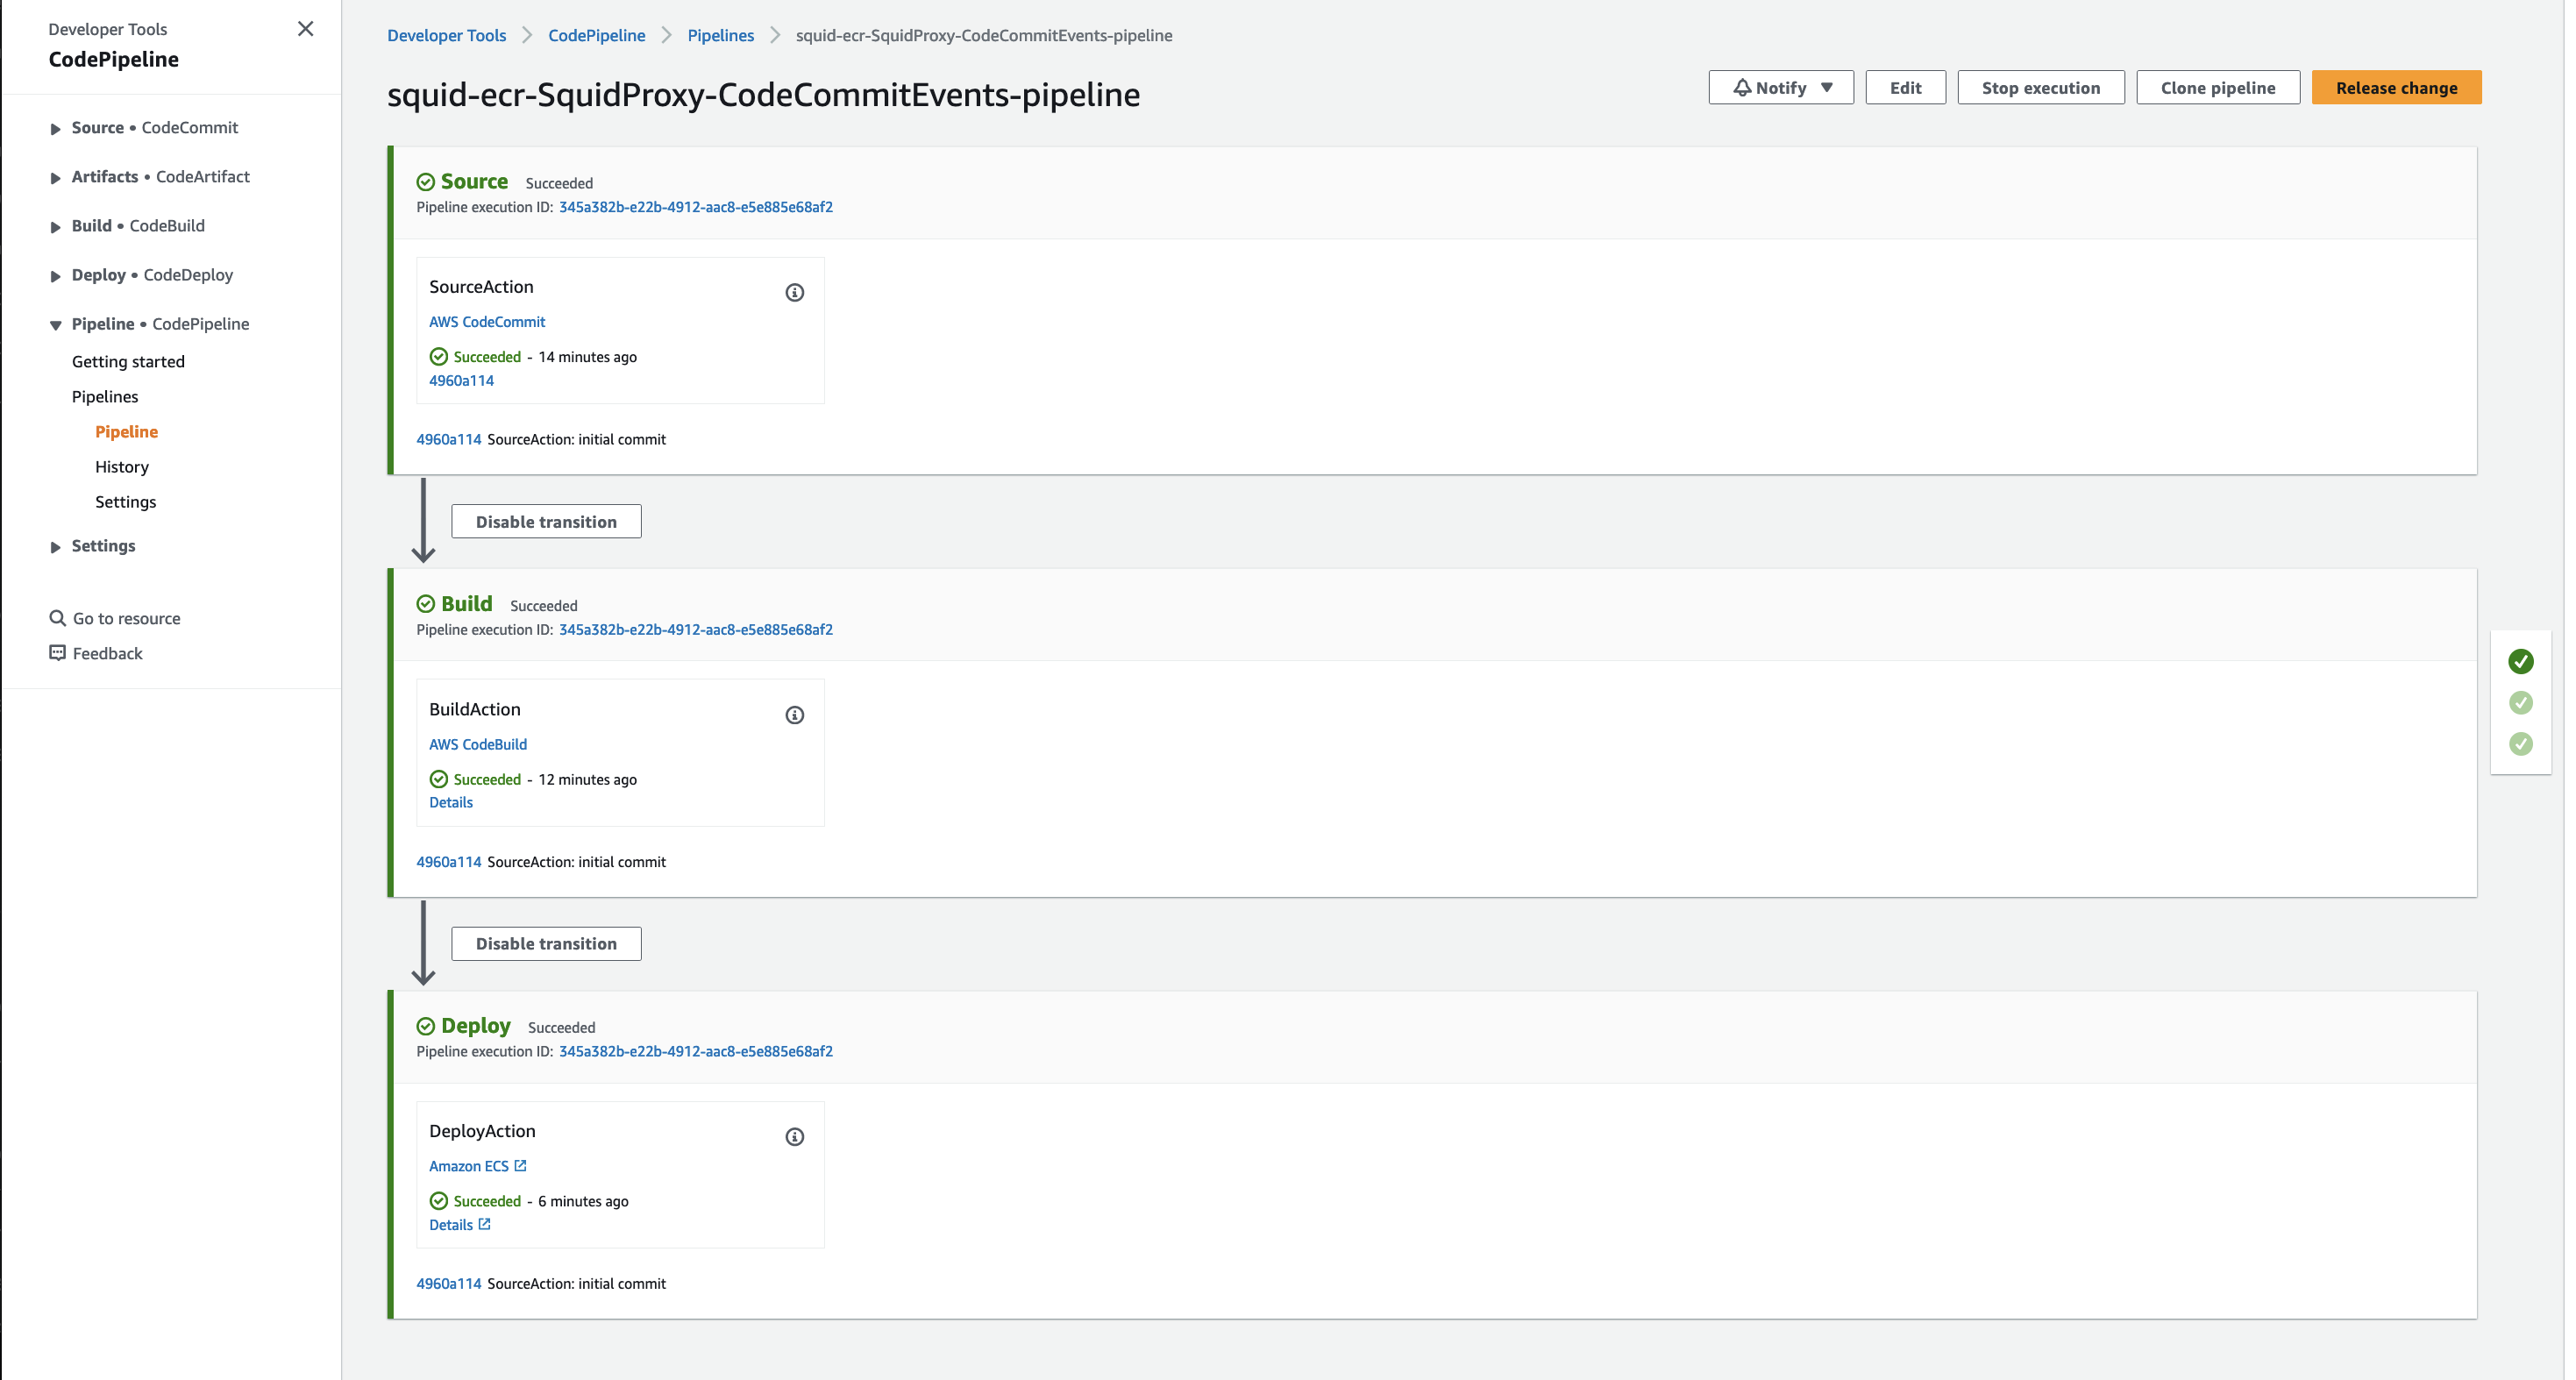 Developer Tools
CodePipeline
Source • CodeCommit
Artifacts • CodeArtifact
Build • CodeBuild
Deploy • CodeDeploy
Pipeline • CodePipeline
Getting started
Pipelines
Pipeline
History
Settings
Settings
Go to resource
Feedback
Developer Tools CodePipeline Pipelines squid-ecr-SquidProxy-CodeCommitEvents-pipeline
squid-ecr-SquidProxy-CodeCommitEvents-pipeline
Notify Edit Stop execution Clone pipeline Release change
Source Succeeded
Pipeline execution ID: 345a382b-e22b-4912-aac8-e5e885e68af2
SourceAction
AWS CodeCommit
Succeeded - 14 minutes ago
4960a114
4960a114 SourceAction: initial commit
Disable transition
Build Succeeded
Pipeline execution ID: 345a382b-e22b-4912-aac8-e5e885e68af2
BuildAction
AWS CodeBuild
Succeeded - 12 minutes ago
Details
4960a114 SourceAction: initial commit
Disable transition
Deploy Succeeded
Pipeline execution ID: 345a382b-e22b-4912-aac8-e5e885e68af2
DeployAction
Amazon ECS
Succeeded - 6 minutes ago
Details
4960a114 SourceAction: initial commit